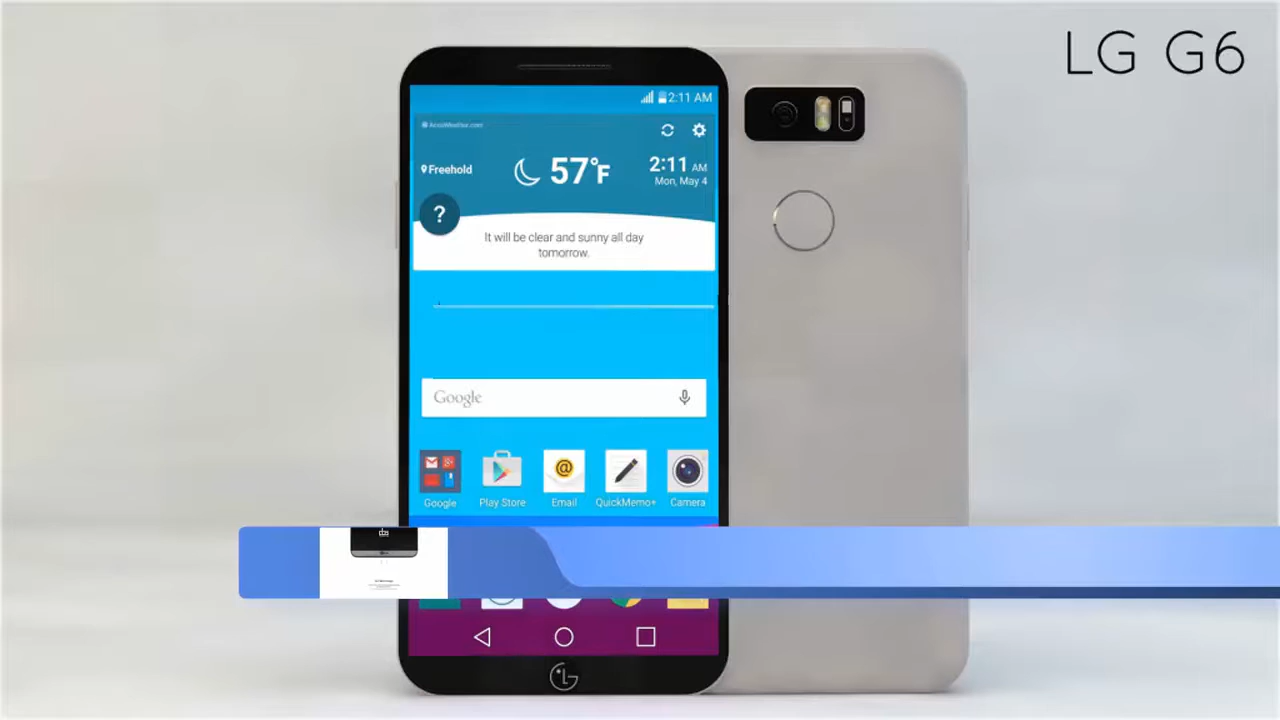 LG G6
2:11 AM
AccuWeather.com
Freehold
57°F
2:11 AM
Mon, May 4
?
It will be clear and sunny all day
tomorrow.
Google
Google
Play Store
Email
QuickMemo+
Camera
LG